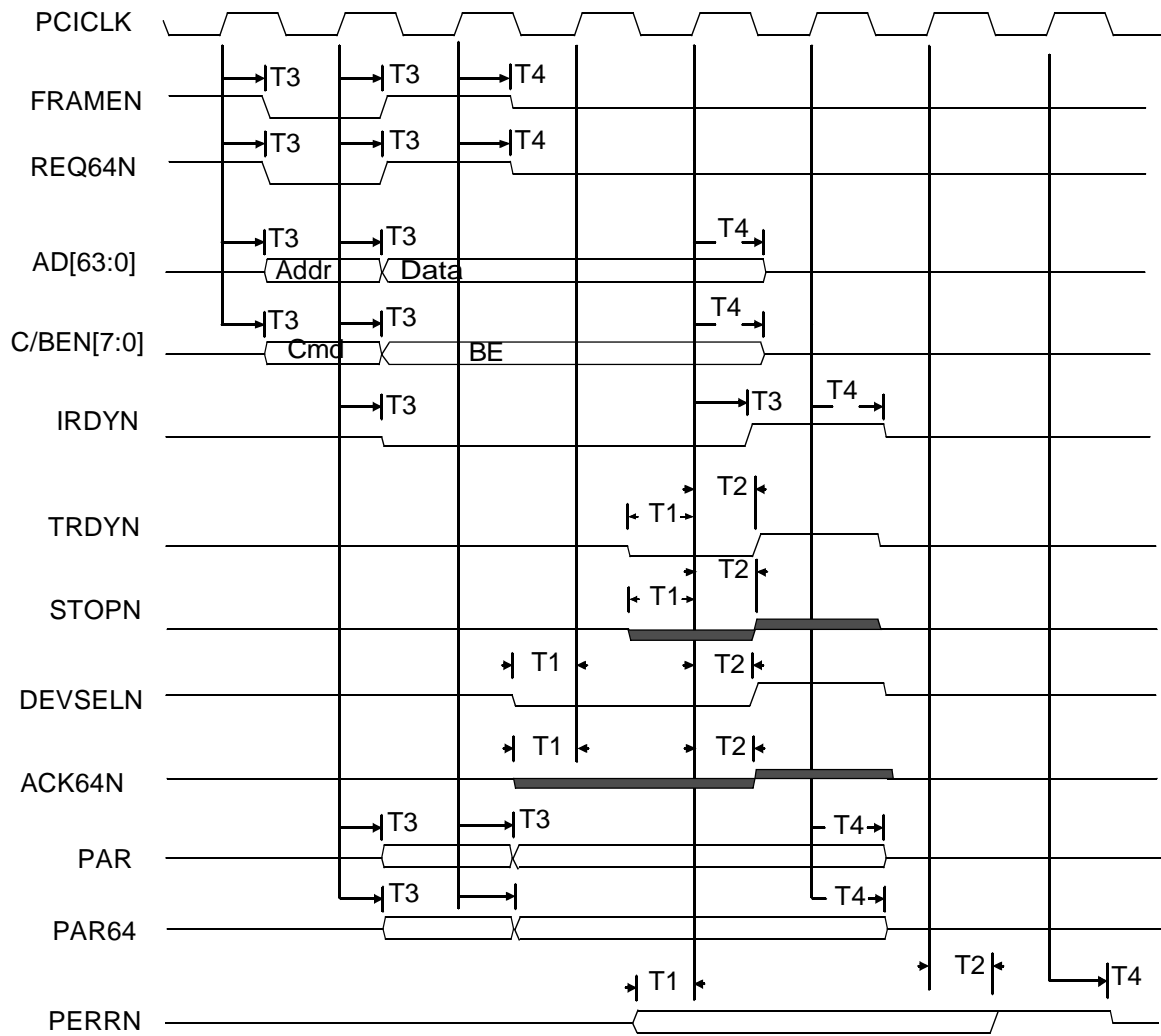 PCICLK
T3 T3 T4
FRAMEN
T3 T3 T4
REQ64N
T3 T3 T4
AD[63:0] Addr Data
T3 T3 T4
C/BEN[7:0] Cmd BE
T3 T3 T4
IRDYN
T2
T1
TRDYN
T2
T1
STOPN
T1 T2
DEVSELN
T1 T2
ACK64N
T3 T3 T4
PAR
T3 T4
PAR64
T1 T2 T4
PERRN